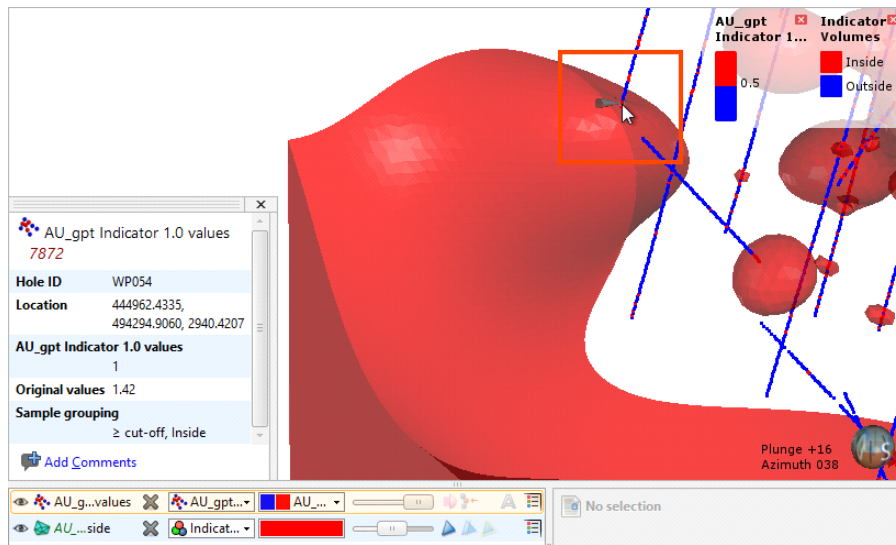 AU_gpt
Indicator 1...
Indicator
Volumes
0.5
Inside
Outside
AU_gpt Indicator 1.0 values
7872
Hole ID WP054
Location 444962.4335,
494294.9060, 2940.4207
AU_gpt Indicator 1.0 values
1
Original values 1.42
Sample grouping
≥ cut-off, Inside
Add Comments
Plunge +16
Azimuth 038
AU_g...values AU_gpt... AU_...
No selection
AU_...side Indicat...